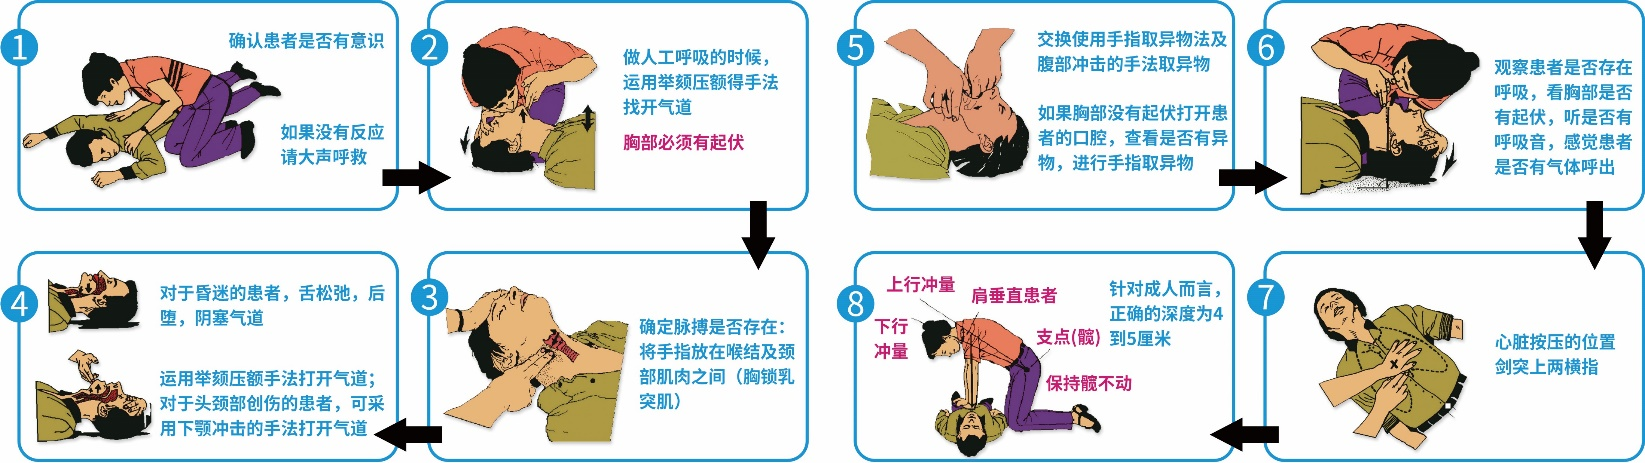 1
确认患者是否有意识
如果没有反应
请大声呼救
2
做人工呼吸的时候，
运用举颏压额得手法
找开气道
胸部必须有起伏
3
确定脉搏是否存在：
将手指放在喉结及颈
部肌肉之间（胸锁乳
突肌）
4
对于昏迷的患者，舌松弛，后
堕，阴塞气道
运用举颏压额手法打开气道；
对于头颈部创伤的患者，可采
用下颚冲击的手法打开气道
5
交换使用手指取异物法及
腹部冲击的手法取异物
如果胸部没有起伏打开患
者的口腔，查看是否有异
物，进行手指取异物
6
观察患者是否存在
呼吸，看胸部是否
有起伏，听是否有
呼吸音，感觉患者
是否有气体呼出
7
心脏按压的位置
剑突上两横指
8
上行冲量
肩垂直患者
下行
冲量
支点(髋)
保持髋不动
针对成人而言，
正确的深度为4
到5厘米